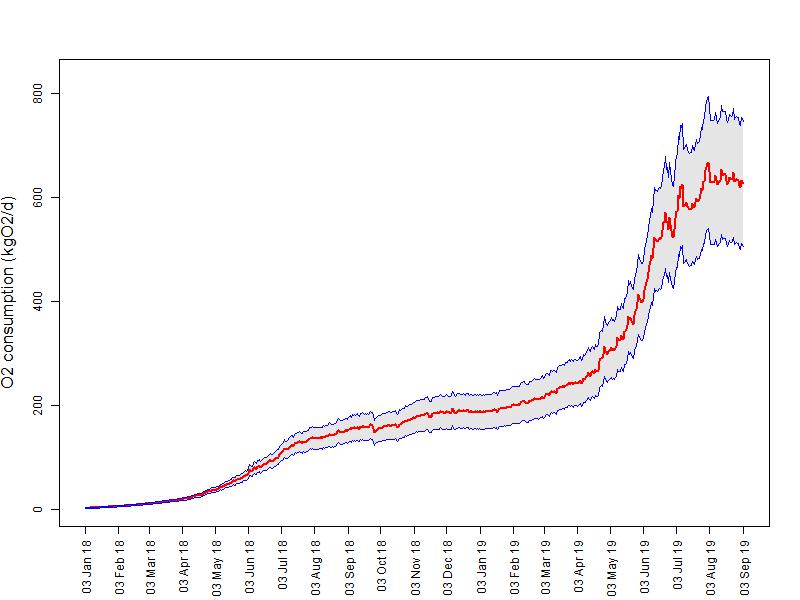 O2 consumption (kgO2/d)
800
600
400
200
0
03 Jan 18
03 Feb 18
03 Mar 18
03 Apr 18
03 May 18
03 Jun 18
03 Jul 18
03 Aug 18
03 Sep 18
03 Oct 18
03 Nov 18
03 Dec 18
03 Jan 19
03 Feb 19
03 Mar 19
03 Apr 19
03 May 19
03 Jun 19
03 Jul 19
03 Aug 19
03 Sep 19